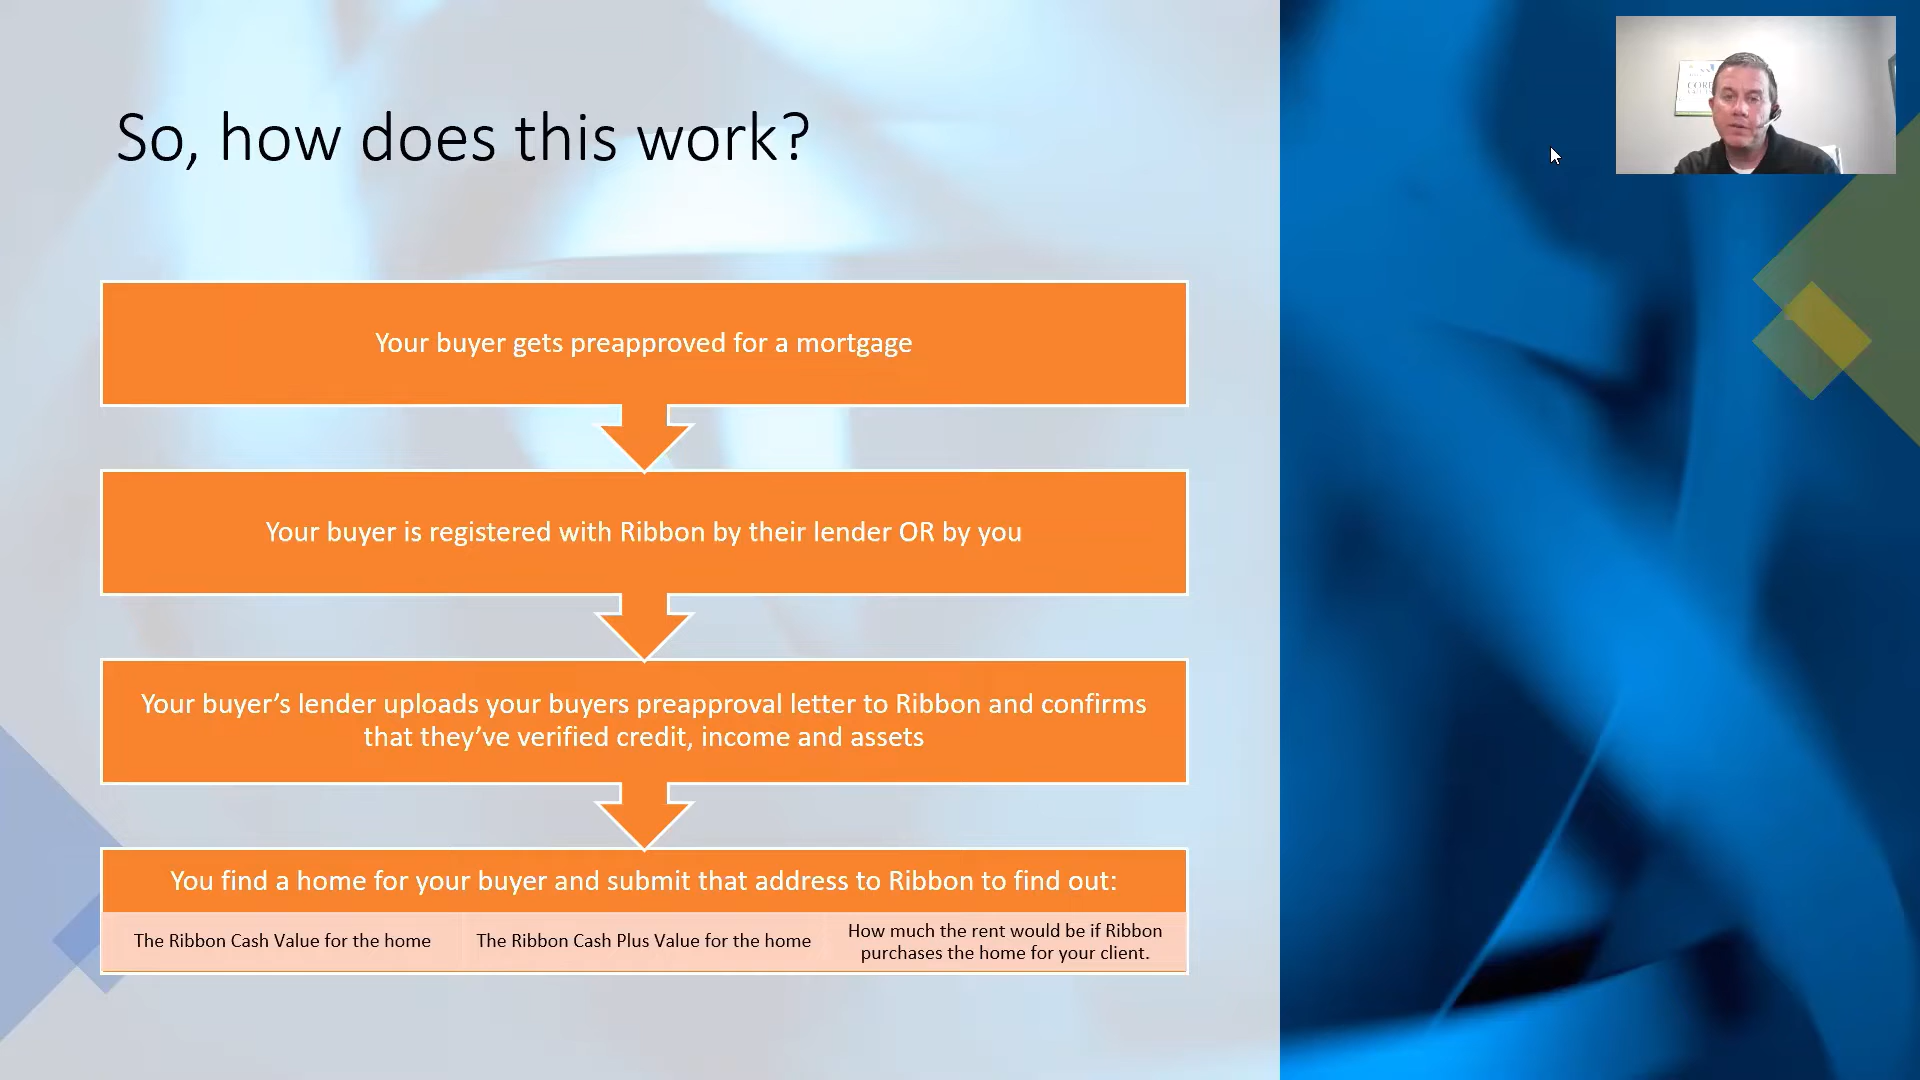 So, how does this work?
Your buyer gets preapproved for a mortgage
Your buyer is registered with Ribbon by their lender OR by you
Your buyer’s lender uploads your buyers preapproval letter to Ribbon and confirms
that they’ve verified credit, income and assets
You find a home for your buyer and submit that address to Ribbon to find out:
The Ribbon Cash Value for the home
The Ribbon Cash Plus Value for the home
How much the rent would be if Ribbon
purchases the home for your client.